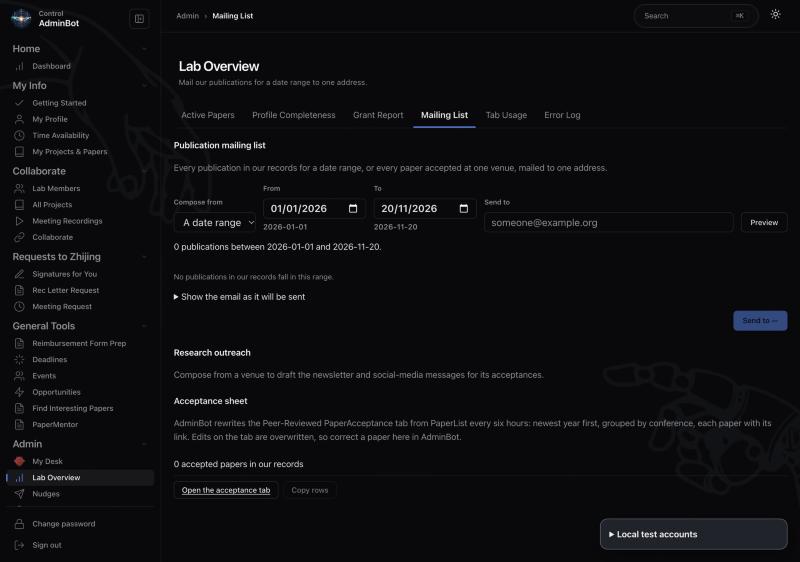 Control
AdminBot
Home
Dashboard
My Info
Getting Started
My Profile
Time Availability
My Projects & Papers
Collaborate
Lab Members
All Projects
Meeting Recordings
Collaborate
Requests to Zhijing
Signatures for You
Rec Letter Request
Meeting Request
General Tools
Reimbursement Form Prep
Deadlines
Events
Opportunities
Find Interesting Papers
PaperMentor
Admin
My Desk
Lab Overview
Nudges
Change password
Sign out
Admin › Mailing List
Search ⌘K
Lab Overview
Mail our publications for a date range to one address.
Active Papers Profile Completeness Grant Report Mailing List Tab Usage Error Log
Publication mailing list
Every publication in our records for a date range, or every paper accepted at one venue, mailed to one address.
Compose from From To Send to
A date range 01/01/2026 20/11/2026 someone@example.org Preview
2026-01-01 2026-11-20
0 publications between 2026-01-01 and 2026-11-20.
No publications in our records fall in this range.
Show the email as it will be sent
Send to —
Research outreach
Compose from a venue to draft the newsletter and social-media messages for its acceptances.
Acceptance sheet
AdminBot rewrites the Peer-Reviewed PaperAcceptance tab from PaperList every six hours: newest year first, grouped by conference, each paper with its
link. Edits on the tab are overwritten, so correct a paper here in AdminBot.
0 accepted papers in our records
Open the acceptance tab Copy rows
Local test accounts